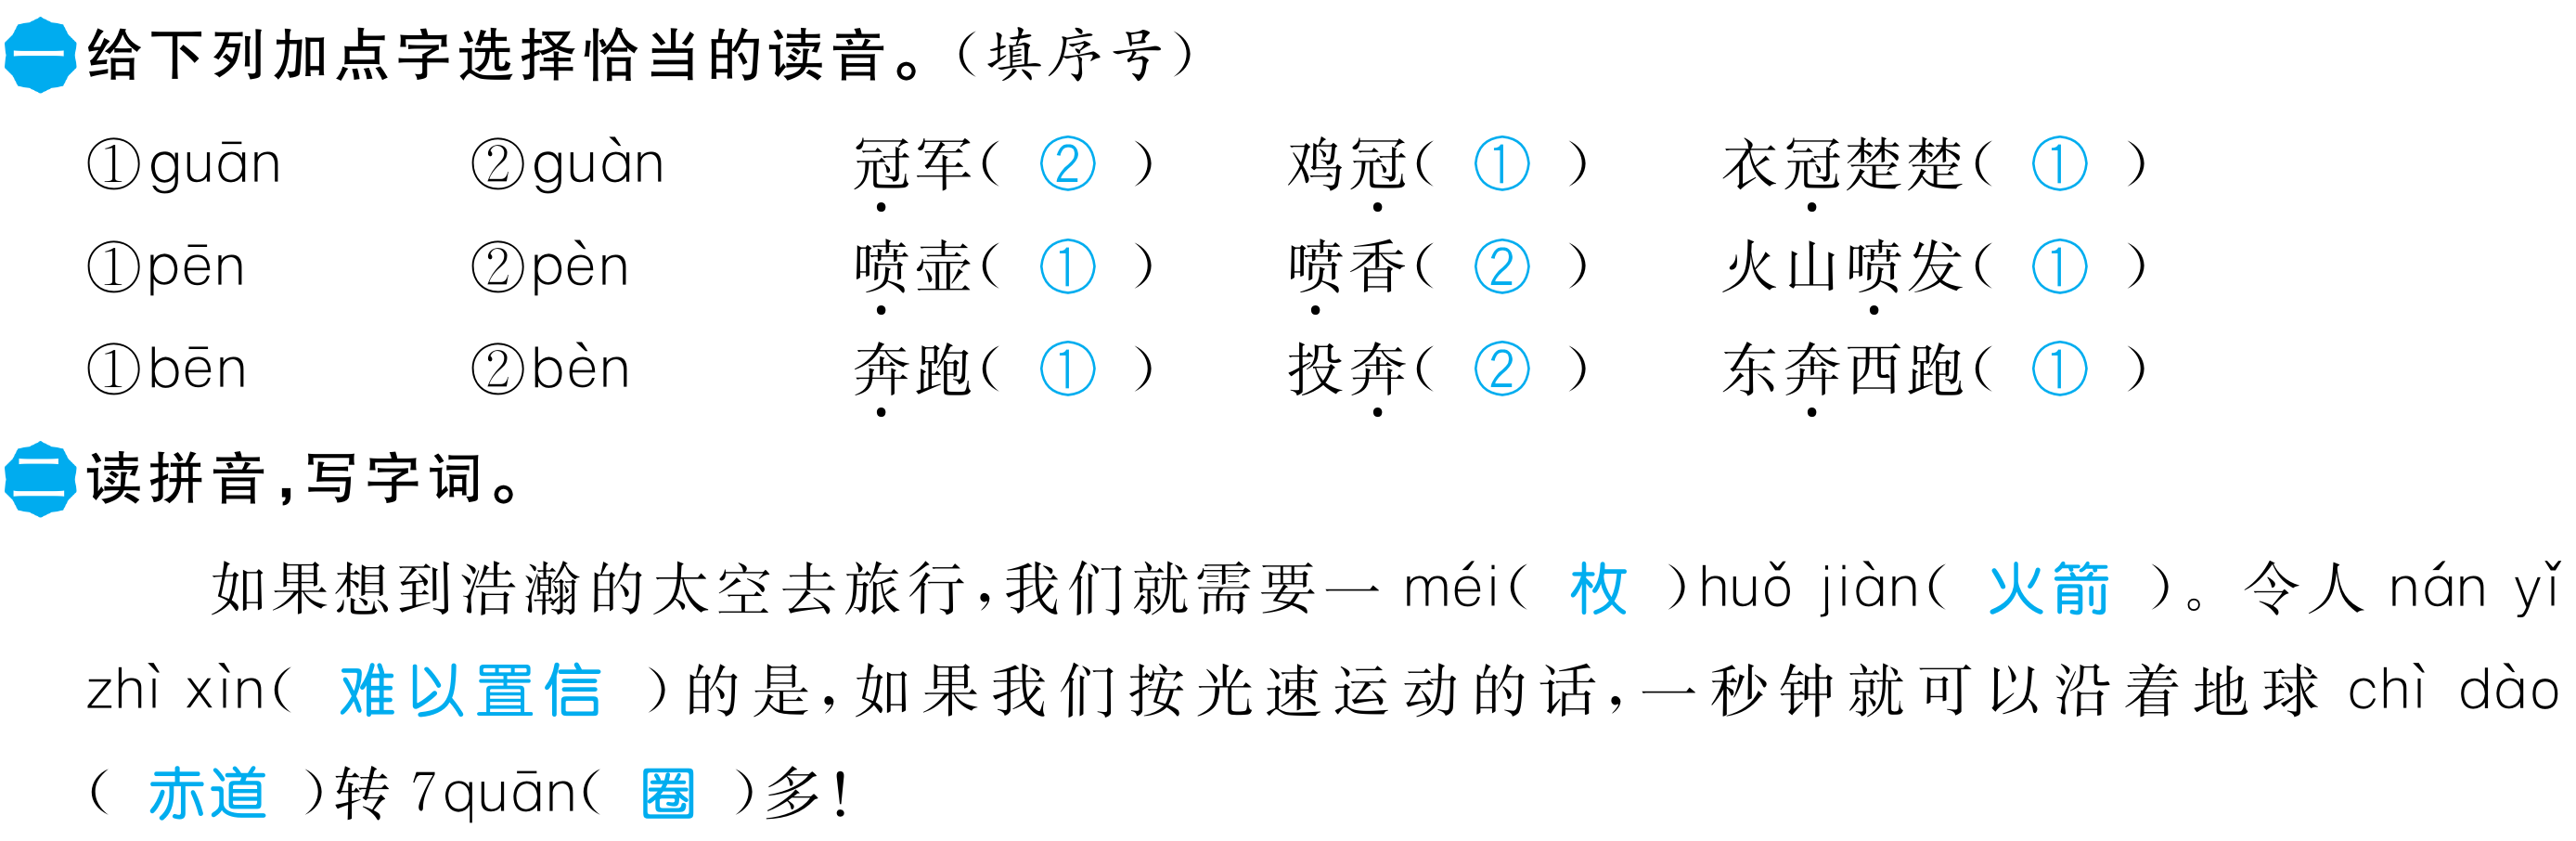 一 给下列加点字选择恰当的读音。（填序号）
①guān ②guàn 冠军（ ② ） 鸡冠（ ① ） 衣冠楚楚（ ① ）
①pēn ②pèn 喷壶（ ① ） 喷香（ ② ） 火山喷发（ ① ）
①bēn ②bèn 奔跑（ ① ） 投奔（ ② ） 东奔西跑（ ① ）
二 读拼音,写字词。
如果想到浩瀚的太空去旅行,我们就需要一 méi（ 枚 ）huǒ jiàn（ 火箭 ）。令人 nán yǐ
zhì xìn（ 难以置信 ）的是,如果我们按光速运动的话,一秒钟就可以沿着地球 chì dào
（ 赤道 ）转 7quān（ 圈 ）多!